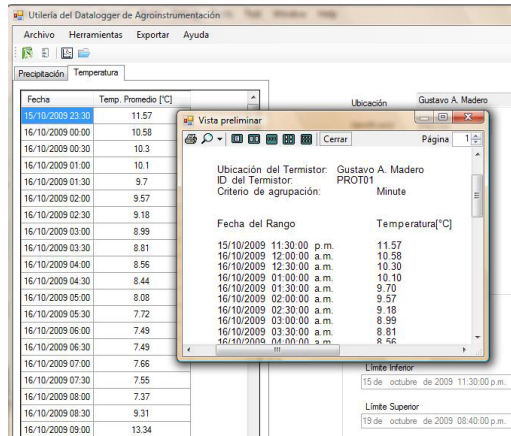 Utilería del Datalogger de Agroinstrumentación
Archivo Herramientas Exportar Ayuda
Precipitación Temperatura
Fecha Temp. Promedio [°C]
15/10/2009 23:30 11.57
16/10/2009 00:00 10.58
16/10/2009 00:30 10.3
16/10/2009 01:00 10.1
16/10/2009 01:30 9.7
16/10/2009 02:00 9.57
16/10/2009 02:30 9.18
16/10/2009 03:00 8.99
16/10/2009 03:30 8.81
16/10/2009 04:00 8.56
16/10/2009 04:30 8.44
16/10/2009 05:00 8.08
16/10/2009 05:30 7.72
16/10/2009 06:00 7.49
16/10/2009 06:30 7.49
16/10/2009 07:00 7.66
16/10/2009 07:30 7.55
16/10/2009 08:00 7.37
16/10/2009 08:30 9.31
16/10/2009 09:00 13.34
Ubicación Gustavo A. Madero
Vista preliminar
Cerrar Página 1
Ubicación del Termistor: Gustavo A. Madero
ID del Termistor: PROT01
Criterio de agrupación: Minute
Fecha del Rango Temperatura[°C]
15/10/2009 11:30:00 p.m. 11.57
16/10/2009 12:00:00 a.m. 10.58
16/10/2009 12:30:00 a.m. 10.30
16/10/2009 01:00:00 a.m. 10.10
16/10/2009 01:30:00 a.m. 9.70
16/10/2009 02:00:00 a.m. 9.57
16/10/2009 02:30:00 a.m. 9.18
16/10/2009 03:00:00 a.m. 8.99
16/10/2009 03:30:00 a.m. 8.81
16/10/2009 04:00:00 a.m. 8.56
Límite Inferior
15 de octubre de 2009 11:30:00 p.m.
Límite Superior
19 de octubre de 2009 08:40:00 p.m.